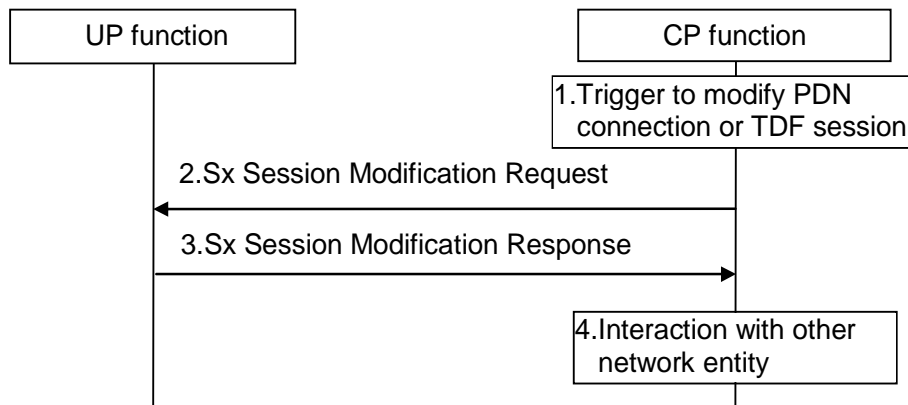 UP function
CP function
1.Trigger to modify PDN
connection or TDF session
2.Sx Session Modification Request
3.Sx Session Modification Response
4.Interaction with other
network entity